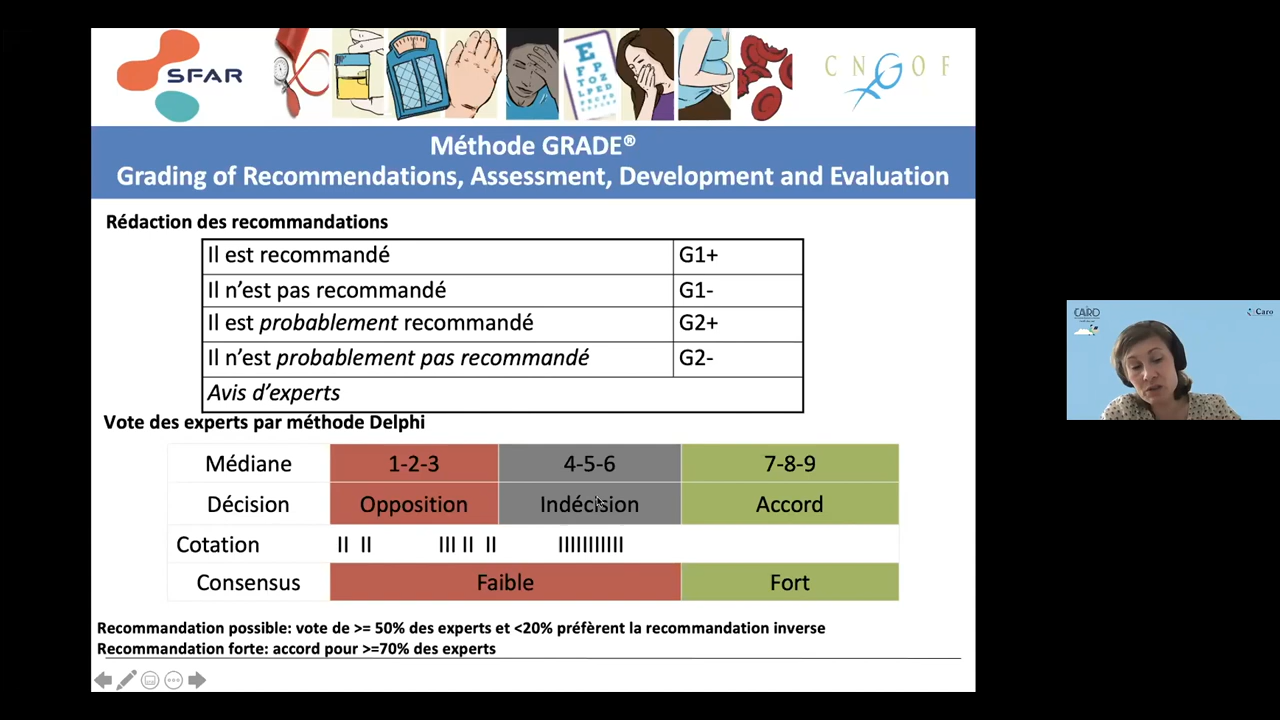 SFAR
E
F P
T O Z
L P E D
CNGOF
Méthode GRADE®
Grading of Recommendations, Assessment, Development and Evaluation
Rédaction des recommandations
Il est recommandé G1+
Il n'est pas recommandé G1-
Il est probablement recommandé G2+
Il n'est probablement pas recommandé G2-
Avis d'experts
Vote des experts par méthode Delphi
Médiane 1-2-3 4-5-6 7-8-9
Décision Opposition Indécision Accord
Cotation II II III II II IIIIIIIIIII
Consensus Faible Fort
Recommandation possible: vote de >= 50% des experts et <20% préfèrent la recommandation inverse
Recommandation forte: accord pour >=70% des experts
CAIRO
Caro